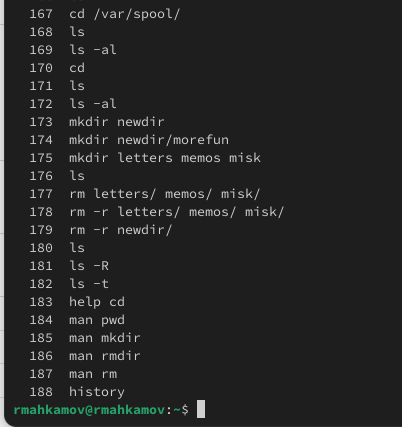 167 cd /var/spool/
168 ls
169 ls -al
170 cd
171 ls
172 ls -al
173 mkdir newdir
174 mkdir newdir/morefun
175 mkdir letters memos misk
176 ls
177 rm letters/ memos/ misk/
178 rm -r letters/ memos/ misk/
179 rm -r newdir/
180 ls
181 ls -R
182 ls -t
183 help cd
184 man pwd
185 man mkdir
186 man rmdir
187 man rm
188 history
rmahkamov@rmahkamov:~$